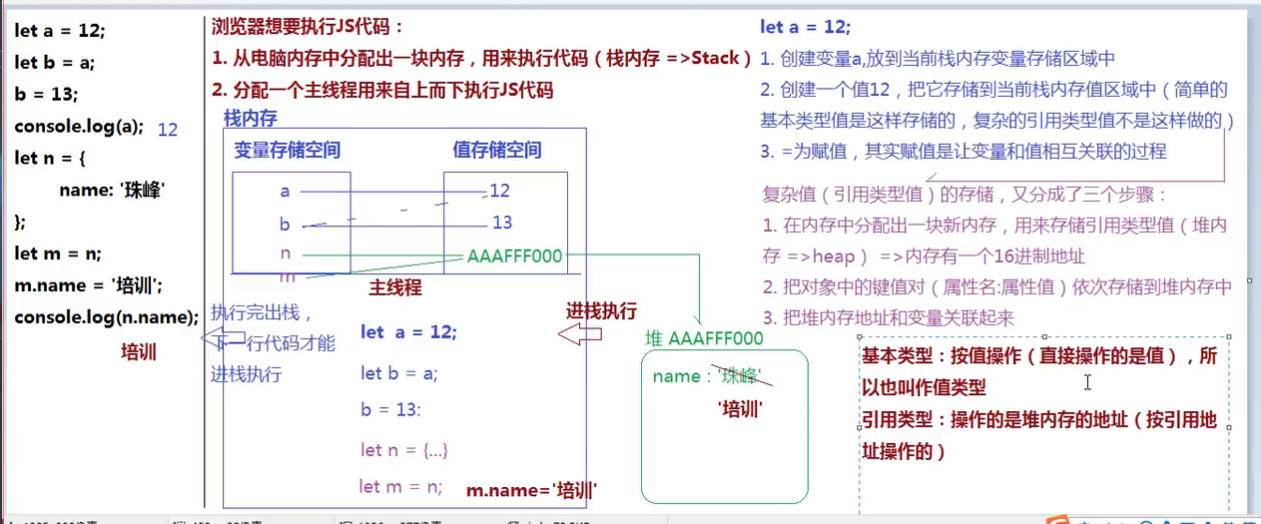 let a = 12;
let b = a;
b = 13;
console.log(a); 12
let n = {
name: '珠峰'
};
let m = n;
m.name = '培训';
console.log(n.name);
培训
浏览器想要执行JS代码：
1. 从电脑内存中分配出一块内存，用来执行代码（栈内存 =>Stack）
2. 分配一个主线程用来自上而下执行JS代码
栈内存
变量存储空间 值存储空间
a 12
b 13
n AAAFFF000
m
主线程
执行完出栈，
下一行代码才能
进栈执行
let a = 12;
let b = a;
b = 13:
let n = {...}
let m = n;
m.name='培训'
进栈执行
堆 AAAFFF000
name：'珠峰'
'培训'
let a = 12;
1. 创建变量a,放到当前栈内存变量存储区域中
2. 创建一个值12，把它存储到当前栈内存值区域中（简单的
基本类型值是这样存储的，复杂的引用类型值不是这样做的）
3. =为赋值，其实赋值是让变量和值相互关联的过程
复杂值（引用类型值）的存储，又分成了三个步骤：
1. 在内存中分配出一块新内存，用来存储引用类型值（堆内
存 =>heap） =>内存有一个16进制地址
2. 把对象中的键值对（属性名:属性值）依次存储到堆内存中
3. 把堆内存地址和变量关联起来
基本类型：按值操作（直接操作的是值），所
以也叫作值类型
引用类型：操作的是堆内存的地址（按引用地
址操作的）